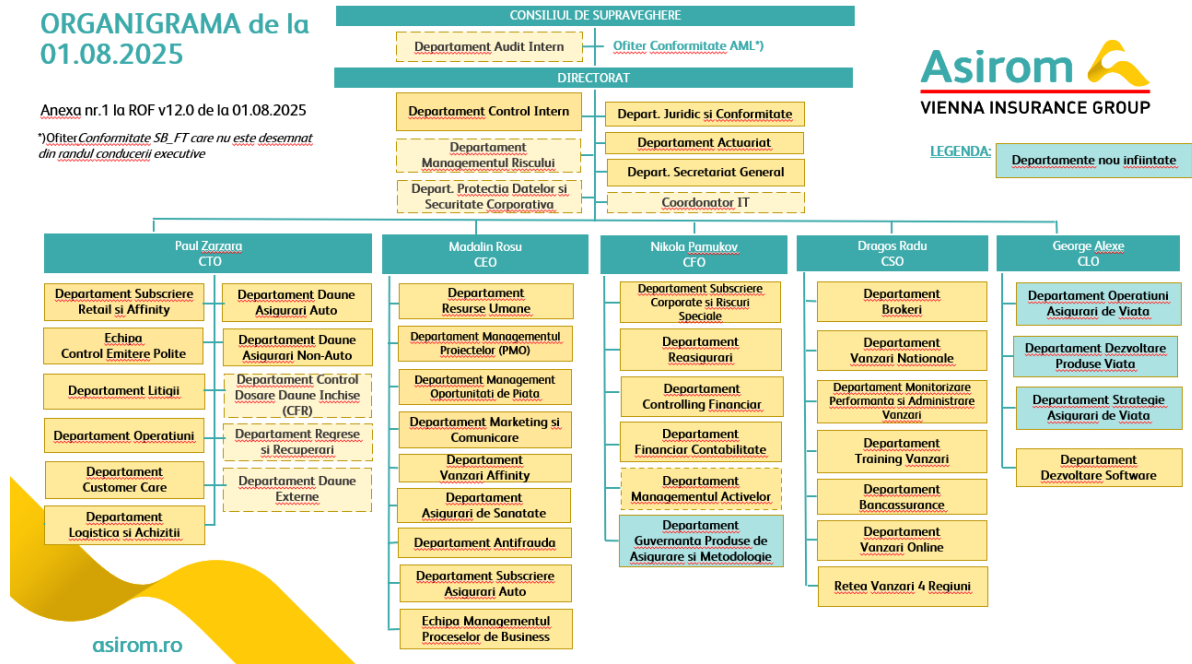 ORGANIGRAMA de la
01.08.2025
Anexa nr.1 la ROF v12.0 de la 01.08.2025
*)Ofiter Conformitate SB_FT care nu este desemnat
din randul conducerii executive
CONSILIUL DE SUPRAVEGHERE
Departament Audit Intern
Ofiter Conformitate AML*)
DIRECTORAT
Departament Control Intern
Depart. Juridic si Conformitate
Departament
Managementul Riscului
Departament Actuariat
Depart. Secretariat General
Depart. Protectia Datelor si
Securitate Corporativa
Coordonator IT
Asirom
VIENNA INSURANCE GROUP
LEGENDA:
Departamente nou infiintate
Paul Zarzara
CTO
Departament Subscriere
Retail si Affinity
Echipa
Control Emitere Polite
Departament Litigii
Departament Operatiuni
Departament
Customer Care
Departament
Logistica si Achizitii
Departament Daune
Asigurari Auto
Departament Daune
Asigurari Non-Auto
Departament Control
Dosare Daune Inchise
(CFR)
Departament Regrese
si Recuperari
Departament Daune
Externe
Madalin Rosu
CEO
Departament
Resurse Umane
Departament Managementul
Proiectelor (PMO)
Departament Management
Oportunitati de Piata
Departament Marketing si
Comunicare
Departament
Vanzari Affinity
Departament
Asigurari de Sanatate
Departament Antifrauda
Departament Subscriere
Asigurari Auto
Echipa Managementul
Proceselor de Business
Nikola Pamukov
CFO
Departament Subscriere
Corporate si Riscuri
Speciale
Departament
Reasigurari
Departament
Controlling Financiar
Departament
Financiar Contabilitate
Departament
Managementul Activelor
Departament
Guvernanta Produse de
Asigurare si Metodologie
Dragos Radu
CSO
Departament
Brokeri
Departament
Vanzari Nationale
Departament Monitorizare
Performanta si Administrare
Vanzari
Departament
Training Vanzari
Departament
Bancassurance
Departament
Vanzari Online
Retea Vanzari 4 Regiuni
George Alexe
CLO
Departament Operatiuni
Asigurari de Viata
Departament Dezvoltare
Produse Viata
Departament Strategie
Asigurari de Viata
Departament
Dezvoltare Software
asirom.ro